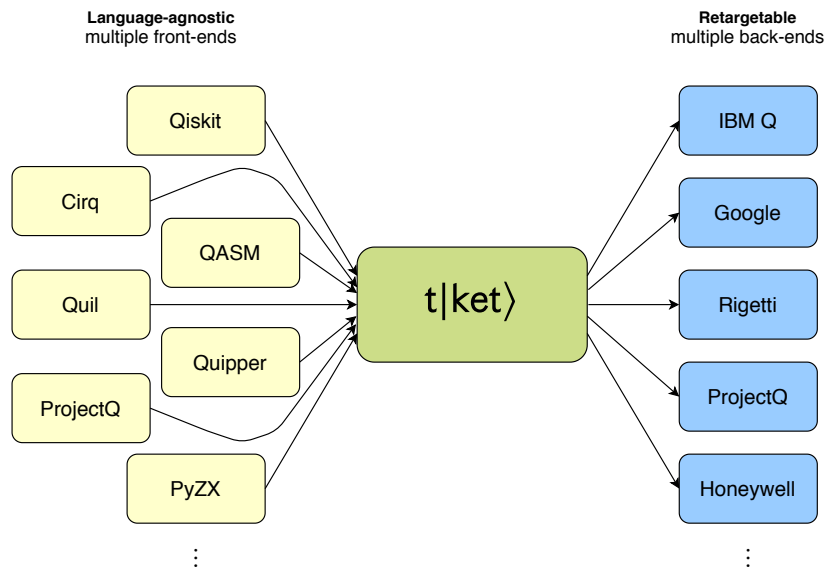 Language-agnostic
multiple front-ends
Qiskit
Cirq
QASM
Quil
Quipper
ProjectQ
PyZX
⋮
t|ket⟩
Retargetable
multiple back-ends
IBM Q
Google
Rigetti
ProjectQ
Honeywell
⋮